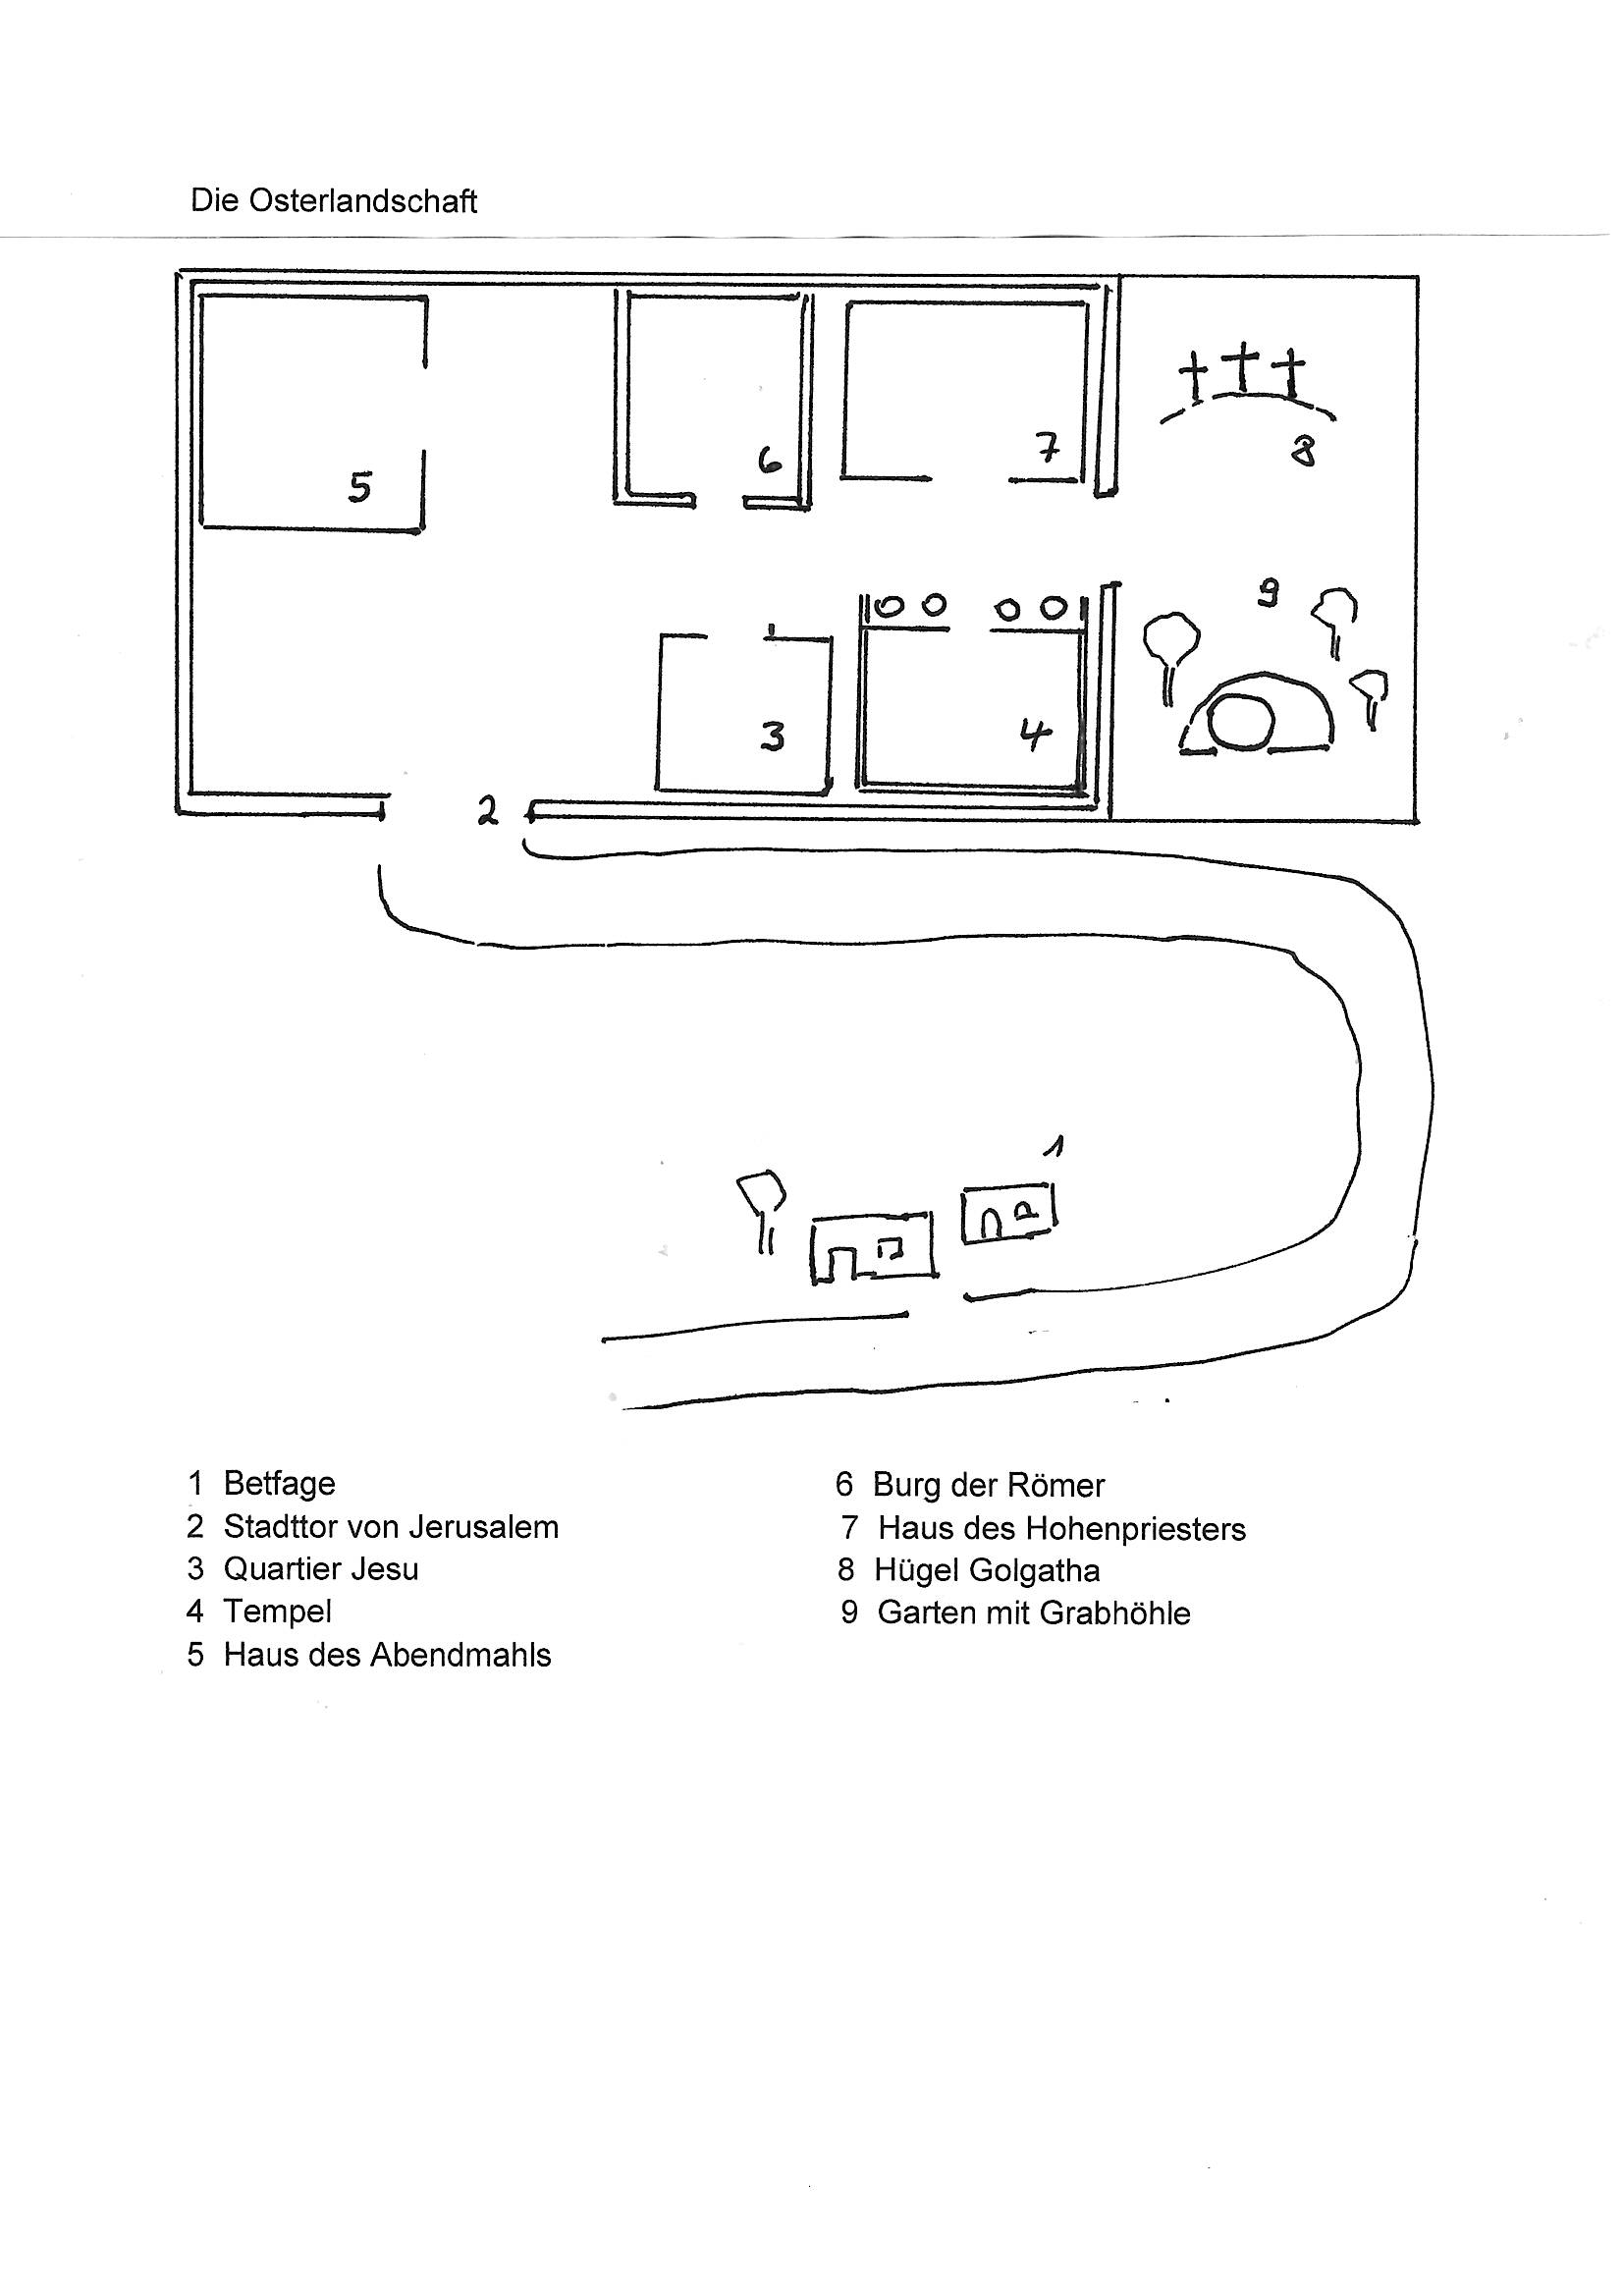 Die Osterlandschaft
5
6
7
8
9
3
4
2
1
1 Betfage
2 Stadttor von Jerusalem
3 Quartier Jesu
4 Tempel
5 Haus des Abendmahls
6 Burg der Römer
7 Haus des Hohenpriesters
8 Hügel Golgatha
9 Garten mit Grabhöhle